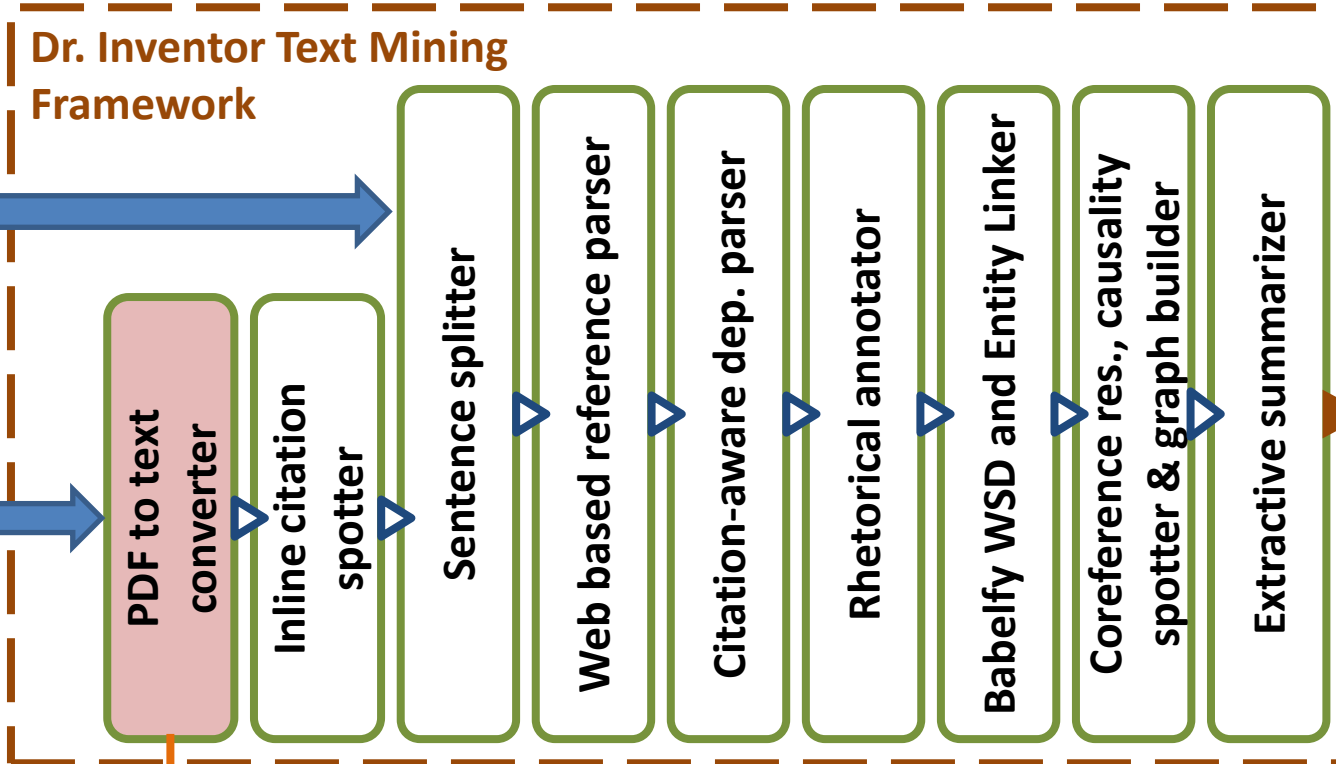 Dr. Inventor Text Mining
Framework
PDF to text
converter
Inline citation
spotter
Sentence splitter
Web based reference parser
Citation-aware dep. parser
Rhetorical annotator
Babelfy WSD and Entity Linker
Coreference res., causality
spotter & graph builder
Extractive summarizer